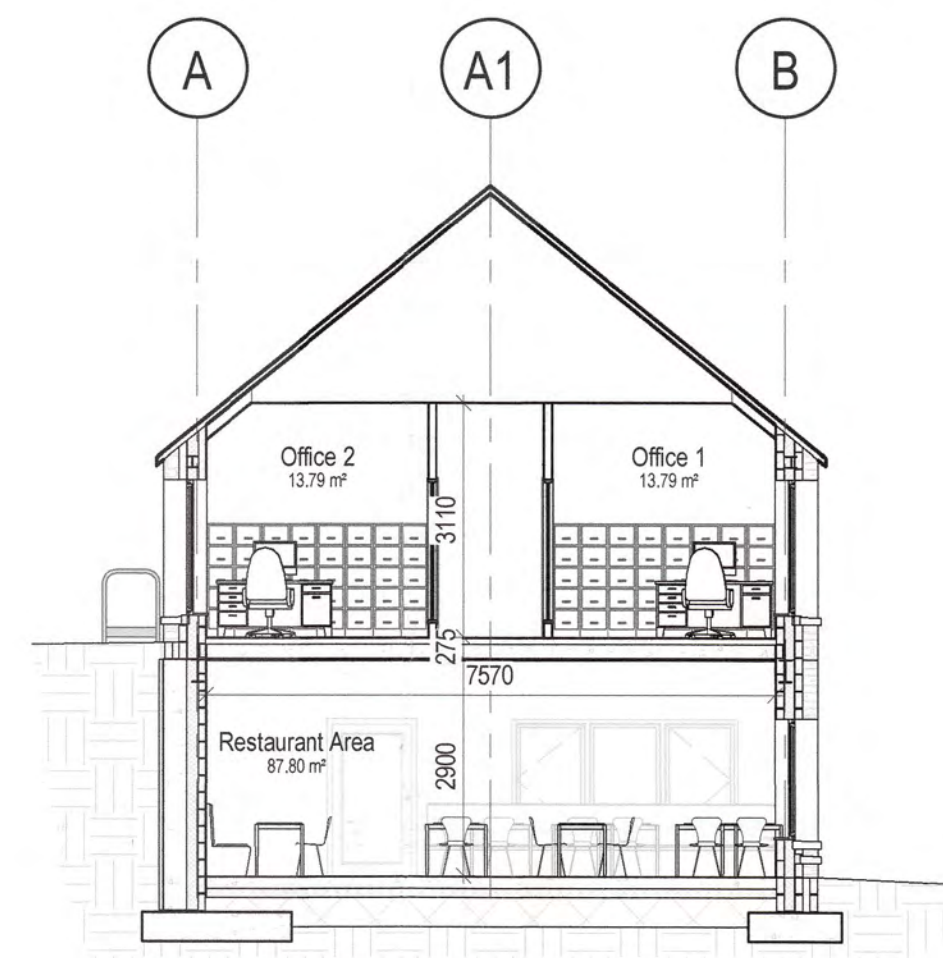 A
A1
B
Office 2
13.79 m²
Office 1
13.79 m²
3110
275
7570
Restaurant Area
87.80 m²
2900